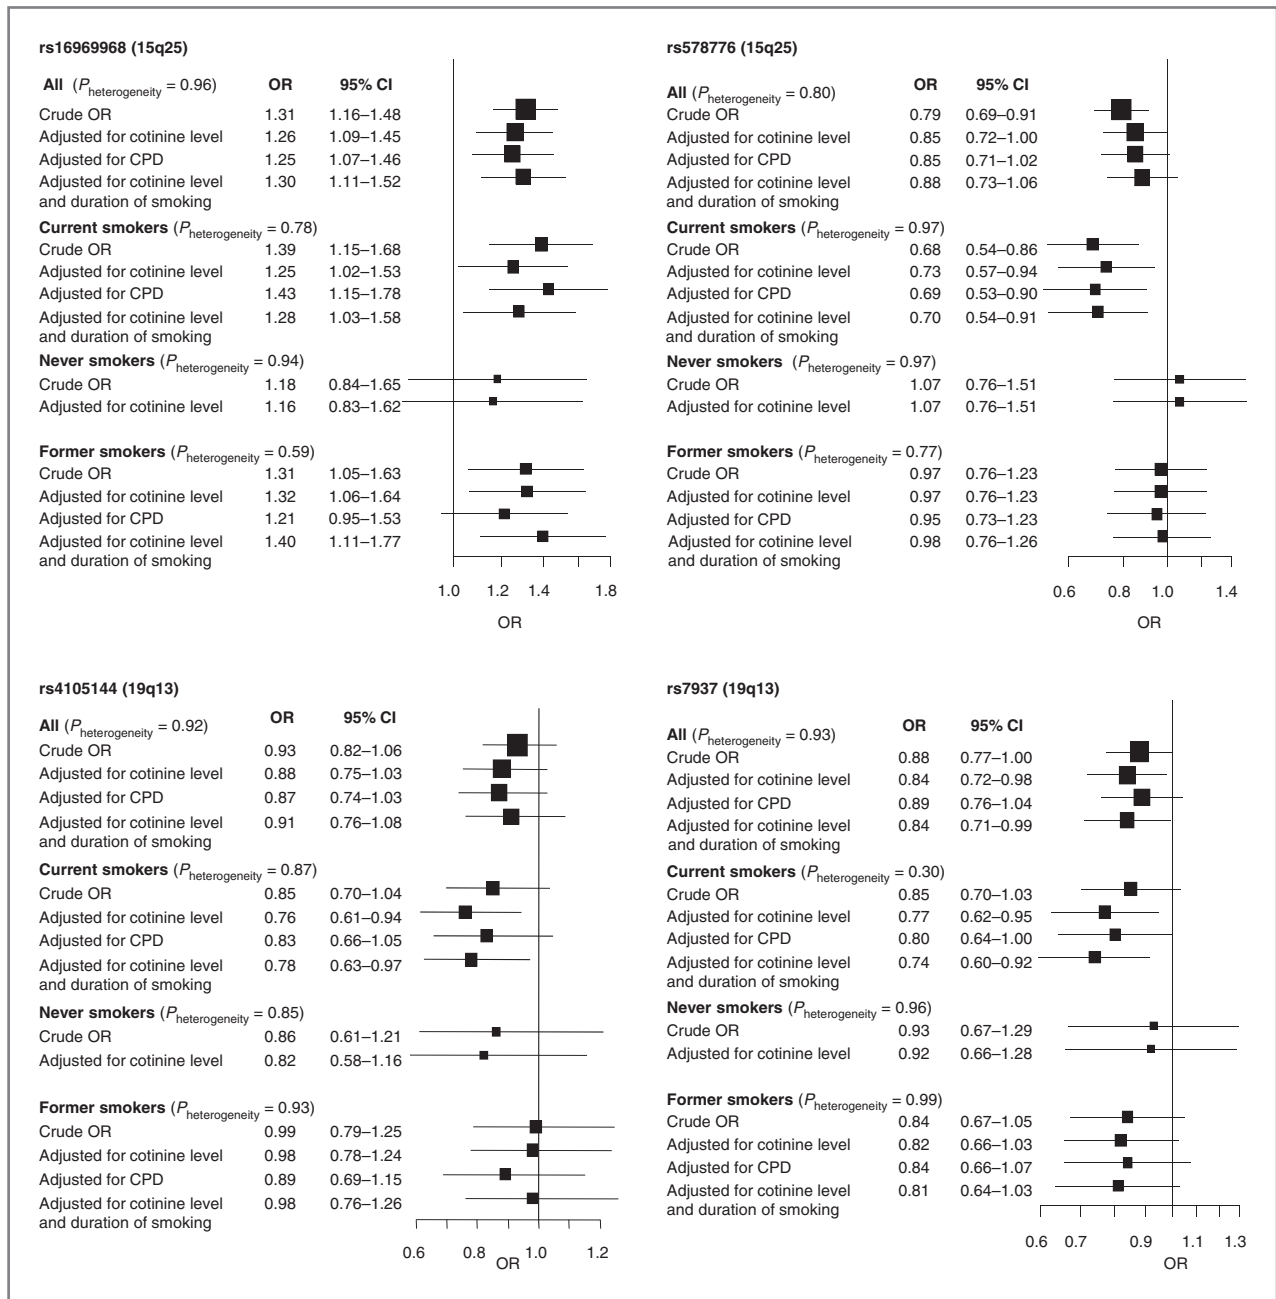 rs16969968 (15q25)
All (Pheterogeneity = 0.96) OR 95% CI
Crude OR 1.31 1.16–1.48
Adjusted for cotinine level 1.26 1.09–1.45
Adjusted for CPD 1.25 1.07–1.46
Adjusted for cotinine level 1.30 1.11–1.52
and duration of smoking
Current smokers (Pheterogeneity = 0.78)
Crude OR 1.39 1.15–1.68
Adjusted for cotinine level 1.25 1.02–1.53
Adjusted for CPD 1.43 1.15–1.78
Adjusted for cotinine level 1.28 1.03–1.58
and duration of smoking
Never smokers (Pheterogeneity = 0.94)
Crude OR 1.18 0.84–1.65
Adjusted for cotinine level 1.16 0.83–1.62
Former smokers (Pheterogeneity = 0.59)
Crude OR 1.31 1.05–1.63
Adjusted for cotinine level 1.32 1.06–1.64
Adjusted for CPD 1.21 0.95–1.53
Adjusted for cotinine level 1.40 1.11–1.77
and duration of smoking
1.0 1.2 1.4 1.8
OR
rs578776 (15q25)
All (Pheterogeneity = 0.80) OR 95% CI
Crude OR 0.79 0.69–0.91
Adjusted for cotinine level 0.85 0.72–1.00
Adjusted for CPD 0.85 0.71–1.02
Adjusted for cotinine level 0.88 0.73–1.06
and duration of smoking
Current smokers (Pheterogeneity = 0.97)
Crude OR 0.68 0.54–0.86
Adjusted for cotinine level 0.73 0.57–0.94
Adjusted for CPD 0.69 0.53–0.90
Adjusted for cotinine level 0.70 0.54–0.91
and duration of smoking
Never smokers (Pheterogeneity = 0.97)
Crude OR 1.07 0.76–1.51
Adjusted for cotinine level 1.07 0.76–1.51
Former smokers (Pheterogeneity = 0.77)
Crude OR 0.97 0.76–1.23
Adjusted for cotinine level 0.97 0.76–1.23
Adjusted for CPD 0.95 0.73–1.23
Adjusted for cotinine level 0.98 0.76–1.26
and duration of smoking
0.6 0.8 1.0 1.4
OR
rs4105144 (19q13)
All (Pheterogeneity = 0.92) OR 95% CI
Crude OR 0.93 0.82–1.06
Adjusted for cotinine level 0.88 0.75–1.03
Adjusted for CPD 0.87 0.74–1.03
Adjusted for cotinine level 0.91 0.76–1.08
and duration of smoking
Current smokers (Pheterogeneity = 0.87)
Crude OR 0.85 0.70–1.04
Adjusted for cotinine level 0.76 0.61–0.94
Adjusted for CPD 0.83 0.66–1.05
Adjusted for cotinine level 0.78 0.63–0.97
and duration of smoking
Never smokers (Pheterogeneity = 0.85)
Crude OR 0.86 0.61–1.21
Adjusted for cotinine level 0.82 0.58–1.16
Former smokers (Pheterogeneity = 0.93)
Crude OR 0.99 0.79–1.25
Adjusted for cotinine level 0.98 0.78–1.24
Adjusted for CPD 0.89 0.69–1.15
Adjusted for cotinine level 0.98 0.76–1.26
and duration of smoking
0.6 0.8 1.0 1.2
OR
rs7937 (19q13)
All (Pheterogeneity = 0.93) OR 95% CI
Crude OR 0.88 0.77–1.00
Adjusted for cotinine level 0.84 0.72–0.98
Adjusted for CPD 0.89 0.76–1.04
Adjusted for cotinine level 0.84 0.71–0.99
and duration of smoking
Current smokers (Pheterogeneity = 0.30)
Crude OR 0.85 0.70–1.03
Adjusted for cotinine level 0.77 0.62–0.95
Adjusted for CPD 0.80 0.64–1.00
Adjusted for cotinine level 0.74 0.60–0.92
and duration of smoking
Never smokers (Pheterogeneity = 0.96)
Crude OR 0.93 0.67–1.29
Adjusted for cotinine level 0.92 0.66–1.28
Former smokers (Pheterogeneity = 0.99)
Crude OR 0.84 0.67–1.05
Adjusted for cotinine level 0.82 0.66–1.03
Adjusted for CPD 0.84 0.66–1.07
Adjusted for cotinine level 0.81 0.64–1.03
and duration of smoking
0.6 0.7 0.9 1.1 1.3
OR